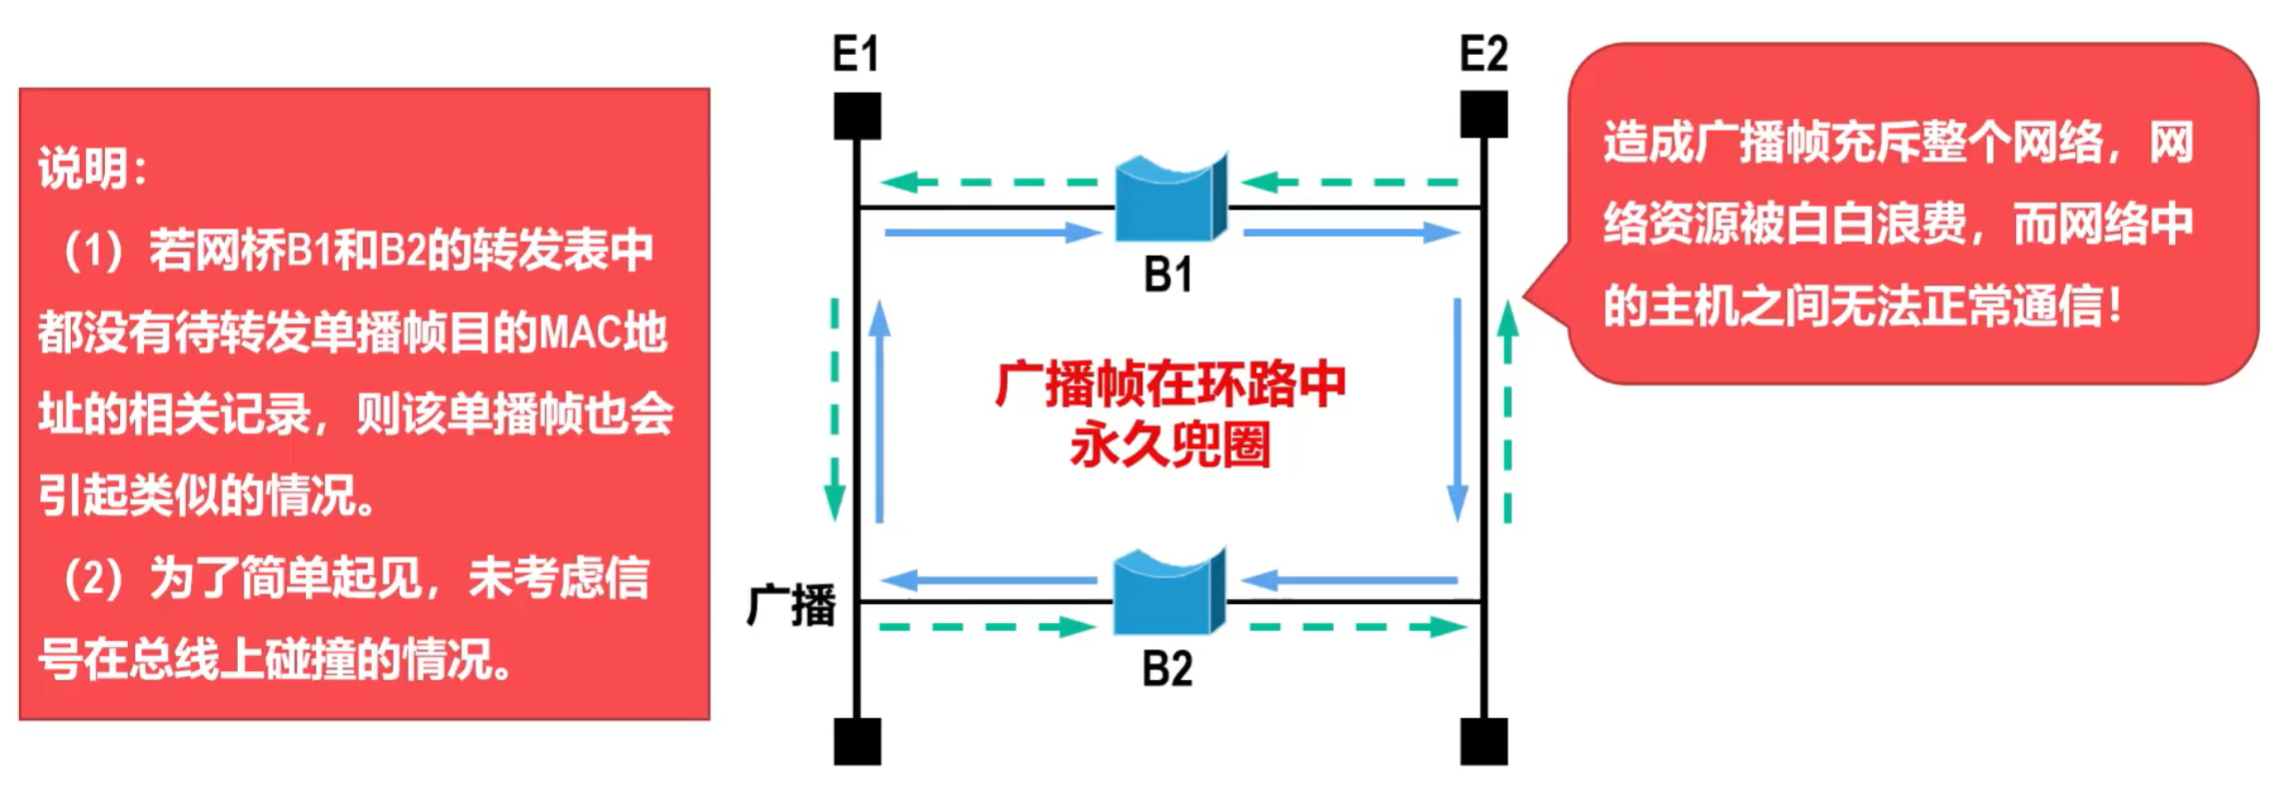 说明：
（1）若网桥B1和B2的转发表中
都没有待转发单播帧目的MAC地
址的相关记录，则该单播帧也会
引起类似的情况。
（2）为了简单起见，未考虑信
号在总线上碰撞的情况。
E1
E2
B1
广播帧在环路中
永久兜圈
广播
B2
造成广播帧充斥整个网络，网
络资源被白白浪费，而网络中
的主机之间无法正常通信！